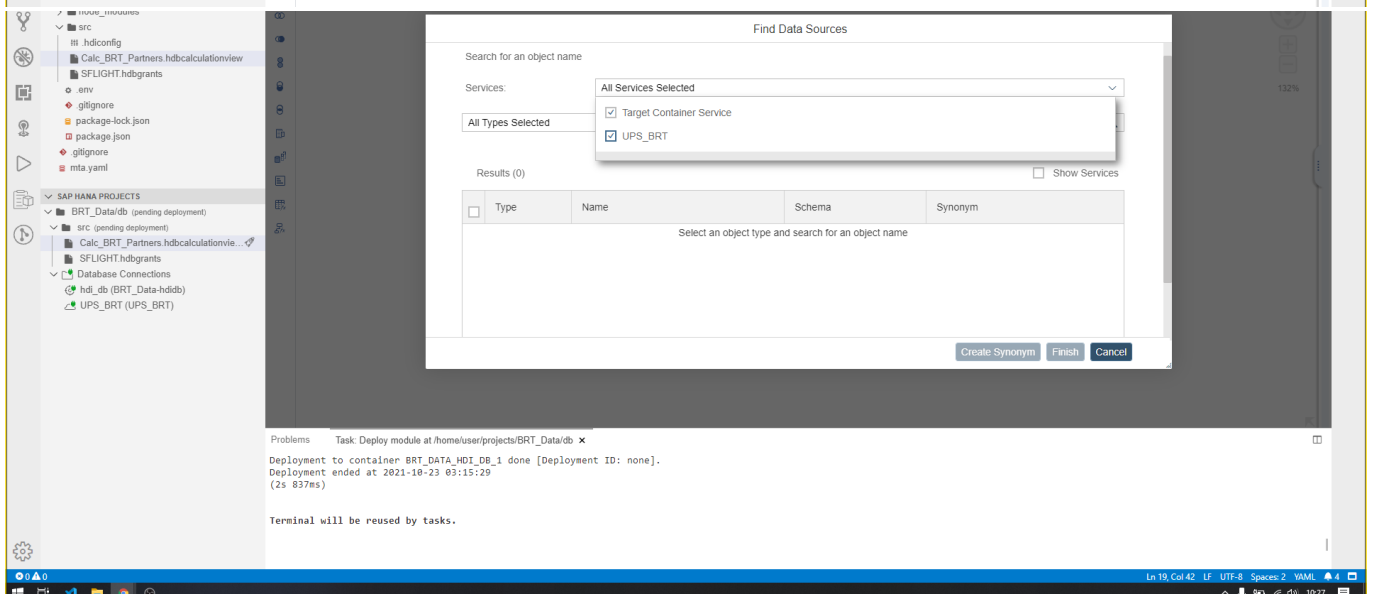 node_modules
src
.hdiconfig
Calc_BRT_Partners.hdbcalculationview
SFLIGHT.hdbgrants
.env
.gitignore
package-lock.json
package.json
.gitignore
mta.yaml
SAP HANA PROJECTS
BRT_Data/db (pending deployment)
src (pending deployment)
Calc_BRT_Partners.hdbcalculationvie...
SFLIGHT.hdbgrants
Database Connections
hdi_db (BRT_Data-hdidb)
UPS_BRT (UPS_BRT)
Find Data Sources
Search for an object name
Services:
All Services Selected
Target Container Service
UPS_BRT
All Types Selected
Results (0)
Show Services
Type Name Schema Synonym
Select an object type and search for an object name
Create Synonym Finish Cancel
132%
Problems Task: Deploy module at /home/user/projects/BRT_Data/db ×
Deployment to container BRT_DATA_HDI_DB_1 done [Deployment ID: none].
Deployment ended at 2021-10-23 03:15:29
(2s 837ms)
Terminal will be reused by tasks.
0 0
Ln 19, Col 42 LF UTF-8 Spaces: 2 YAML 4
10:27